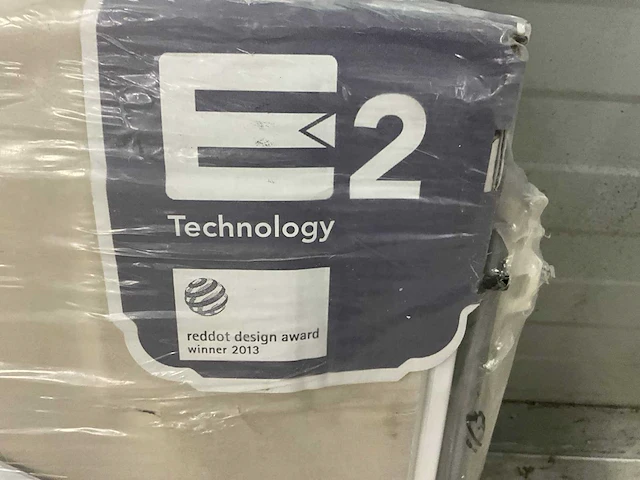 E2
Technology
reddot design award
winner 2013